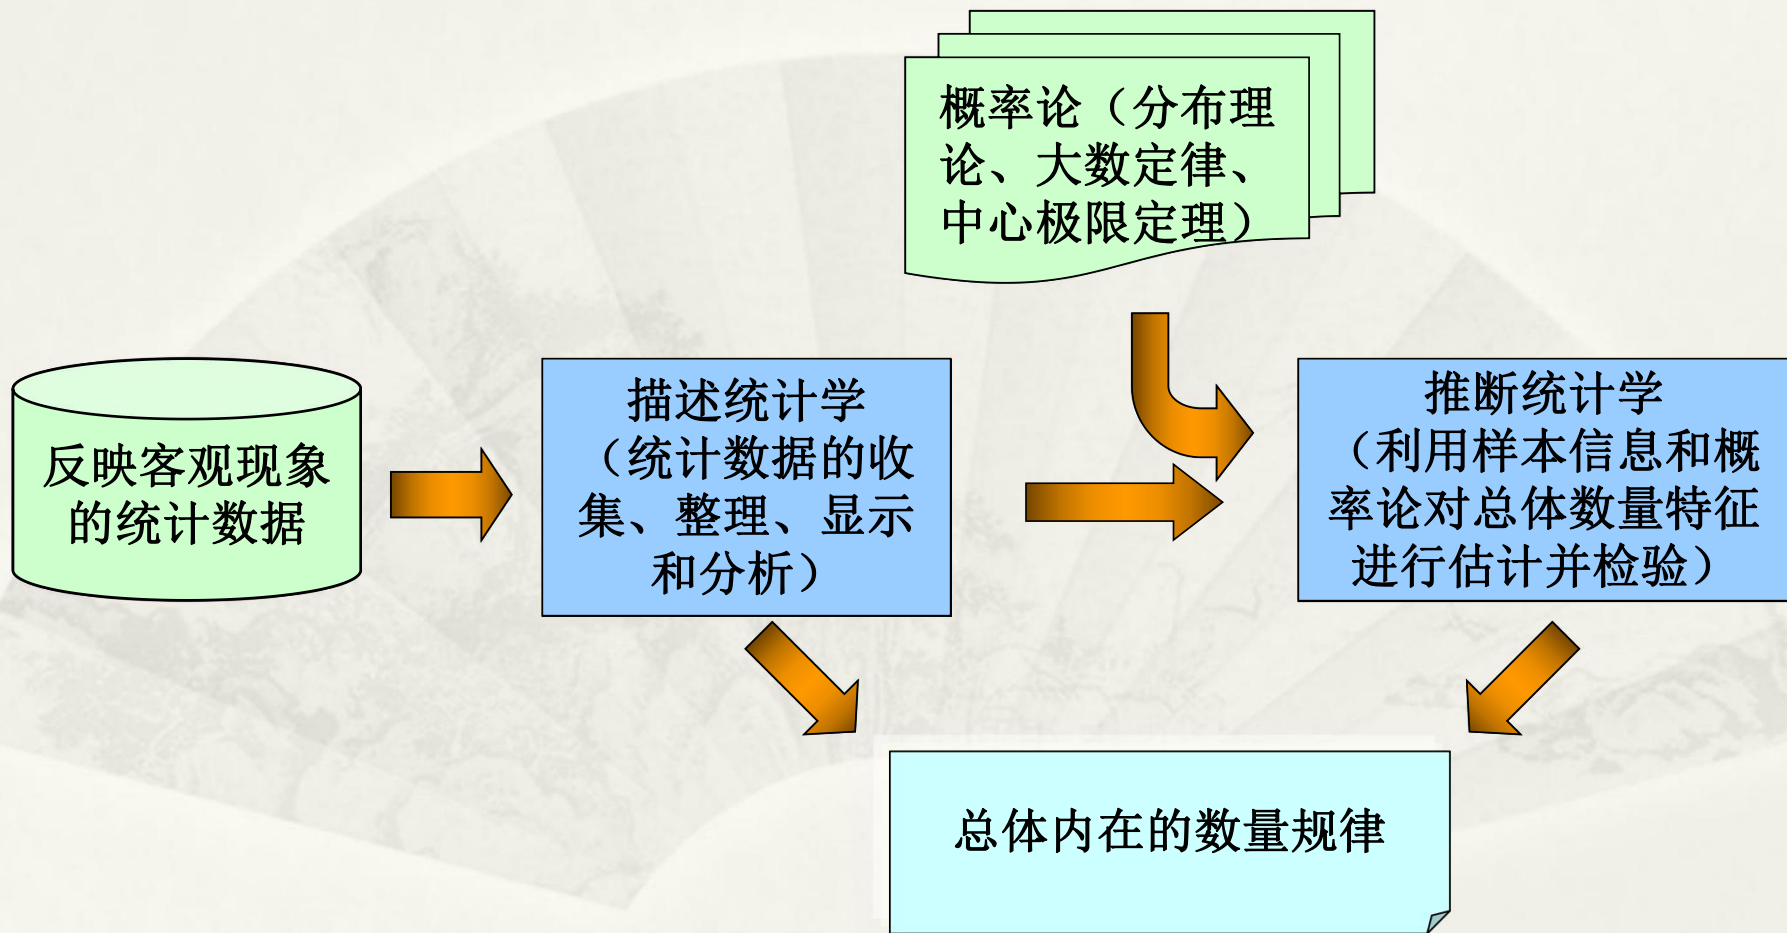 概率论（分布理
论、大数定律、
中心极限定理）
反映客观现象
的统计数据
描述统计学
（统计数据的收
集、整理、显示
和分析）
推断统计学
（利用样本信息和概
率论对总体数量特征
进行估计并检验）
总体内在的数量规律